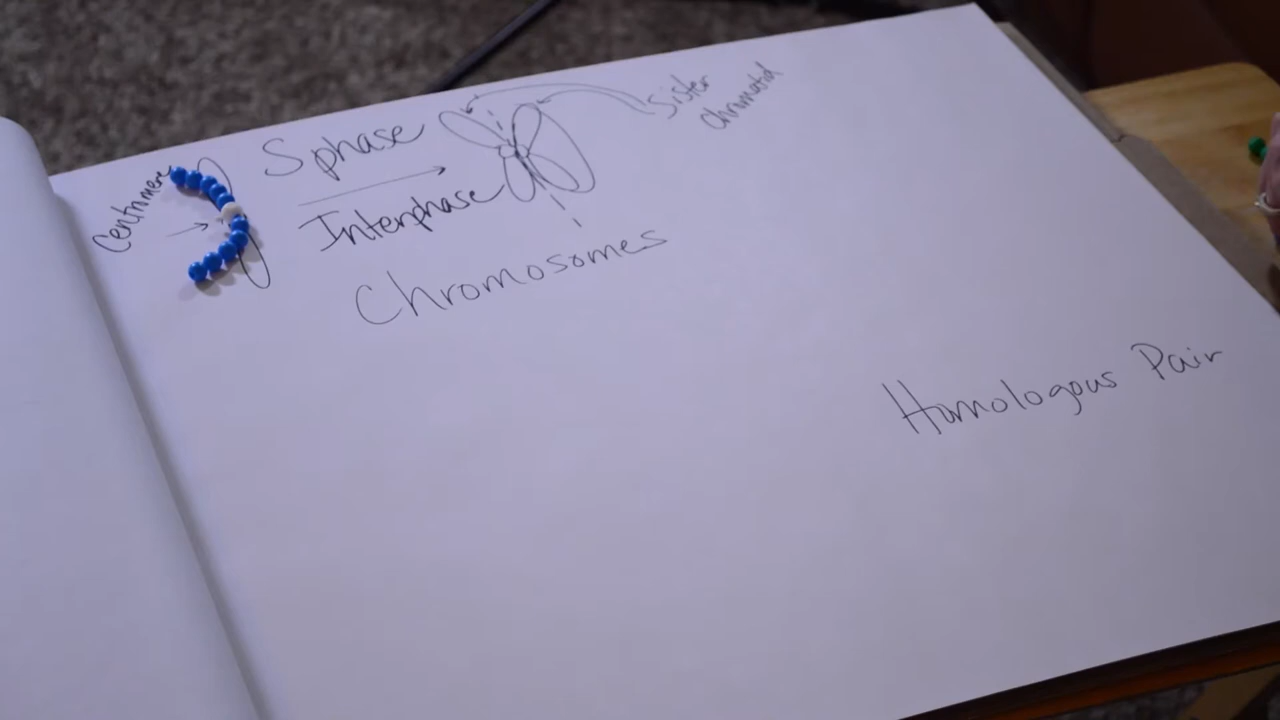 Centromere
S phase
Interphase
Sister
chromatid
Chromosomes
Homologous Pair